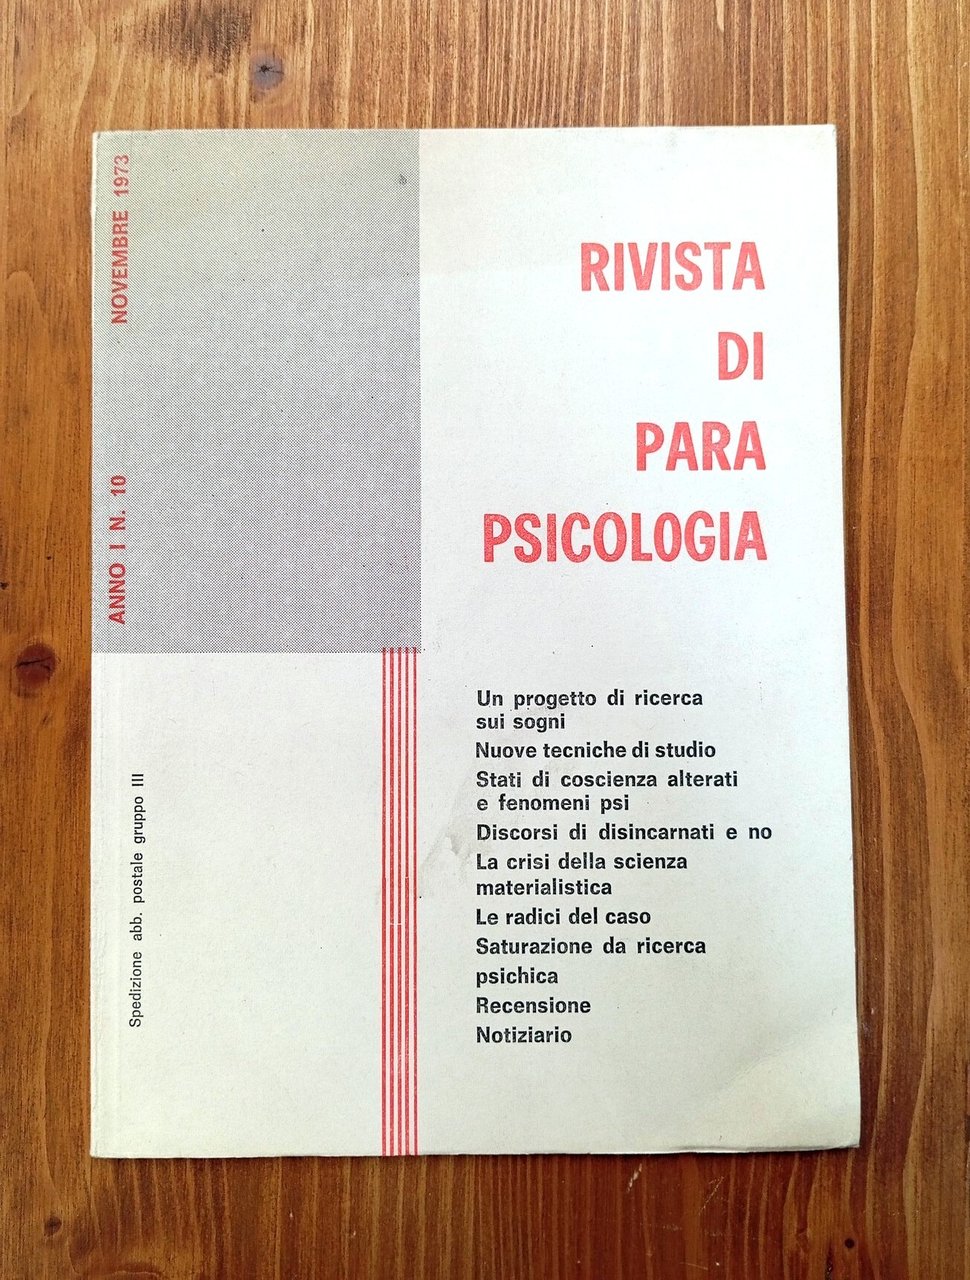 NOVEMBRE 1973
ANNO I N. 10
RIVISTA
DI
PARA
PSICOLOGIA
Un progetto di ricerca
sui sogni
Nuove tecniche di studio
Stati di coscienza alterati
e fenomeni psi
Discorsi di disincarnati e no
La crisi della scienza
materialistica
Le radici del caso
Saturazione da ricerca
psichica
Recensione
Notiziario
Spedizione abb. postale gruppo III